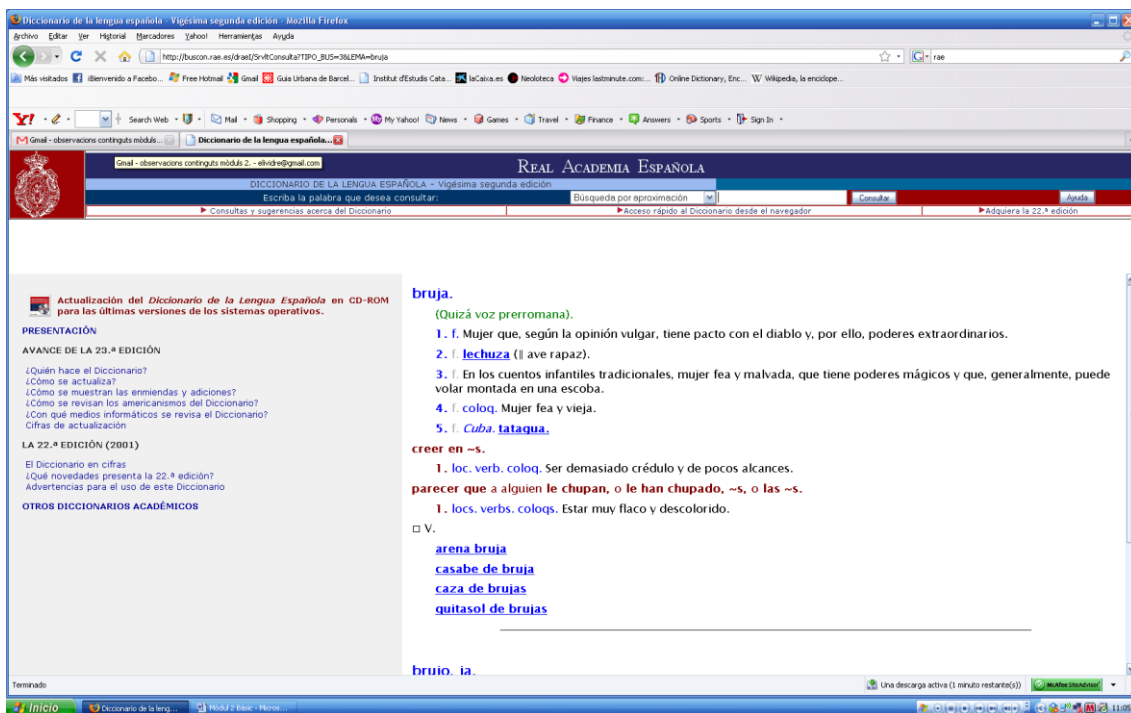 Diccionario de la lengua española - Vigésima segunda edición - Mozilla Firefox
Archivo Editar Ver Historial Marcadores Yahoo! Herramientas Ayuda
http://buscon.rae.es/draeI/SrvltConsulta?TIPO_BUS=3&LEMA=bruja
rae
Más visitados Bienvenido a Facebo... Free Hotmail Gmail Guia Urbana de Barcel... Institut d'Estudis Cata... laCaixa.es Neoloteca Viajes lastminute.com:... Online Dictionary, Enc... Wikipedia, la enciclope...
Y! Search Web Mail Shopping Personals My Yahoo! News Games Travel Finance Answers Sports Sign In
Gmail - observacions continguts mòduls... Diccionario de la lengua española...
Gmail - observacions continguts mòduls 2. - elividre@gmail.com
REAL ACADEMIA ESPAÑOLA
DICCIONARIO DE LA LENGUA ESPAÑOLA - Vigésima segunda edición
Escriba la palabra que desea consultar: Búsqueda por aproximación Consultar Ayuda
Consultas y sugerencias acerca del Diccionario Acceso rápido al Diccionario desde el navegador Adquiera la 22.ª edición
Actualización del Diccionario de la Lengua Española en CD-ROM
para las últimas versiones de los sistemas operativos.
PRESENTACIÓN
AVANCE DE LA 23.ª EDICIÓN
¿Quién hace el Diccionario?
¿Cómo se actualiza?
¿Cómo se muestran las enmiendas y adiciones?
¿Cómo se revisan los americanismos del Diccionario?
¿Con qué medios informáticos se revisa el Diccionario?
Cifras de actualización
LA 22.ª EDICIÓN (2001)
El Diccionario en cifras
¿Qué novedades presenta la 22.ª edición?
Advertencias para el uso de este Diccionario
OTROS DICCIONARIOS ACADÉMICOS
bruja.
(Quizá voz prerromana).
1. f. Mujer que, según la opinión vulgar, tiene pacto con el diablo y, por ello, poderes extraordinarios.
2. f. lechuza (‖ ave rapaz).
3. f. En los cuentos infantiles tradicionales, mujer fea y malvada, que tiene poderes mágicos y que, generalmente, puede
volar montada en una escoba.
4. f. coloq. Mujer fea y vieja.
5. f. Cuba. tatagua.
creer en ~s.
1. loc. verb. coloq. Ser demasiado crédulo y de pocos alcances.
parecer que a alguien le chupan, o le han chupado, ~s, o las ~s.
1. locs. verbs. coloqs. Estar muy flaco y descolorido.
□ V.
arena bruja
casabe de bruja
caza de brujas
quitasol de brujas
brujo, ja.
Terminado Una descarga activa (1 minuto restante(s)) McAfee SiteAdvisor
Inicio Diccionario de la leng... Mòdul 2 Bàsic - Micros... 11:05